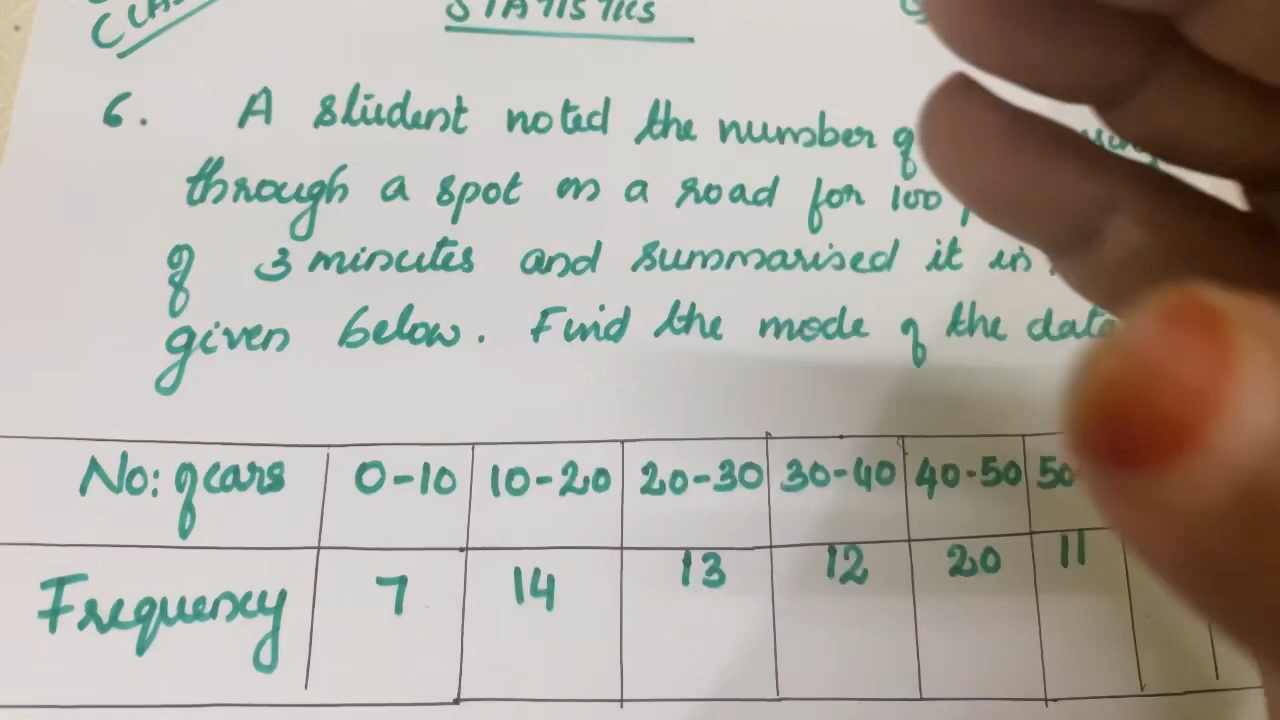 STATISTICS
6. A student noted the number of
through a spot on a road for 100
of 3 minutes and summarised it in
given below. Find the mode of the data
No: of cars 0-10 10-20 20-30 30-40 40-50 50
Frequency 7 14 13 12 20 11